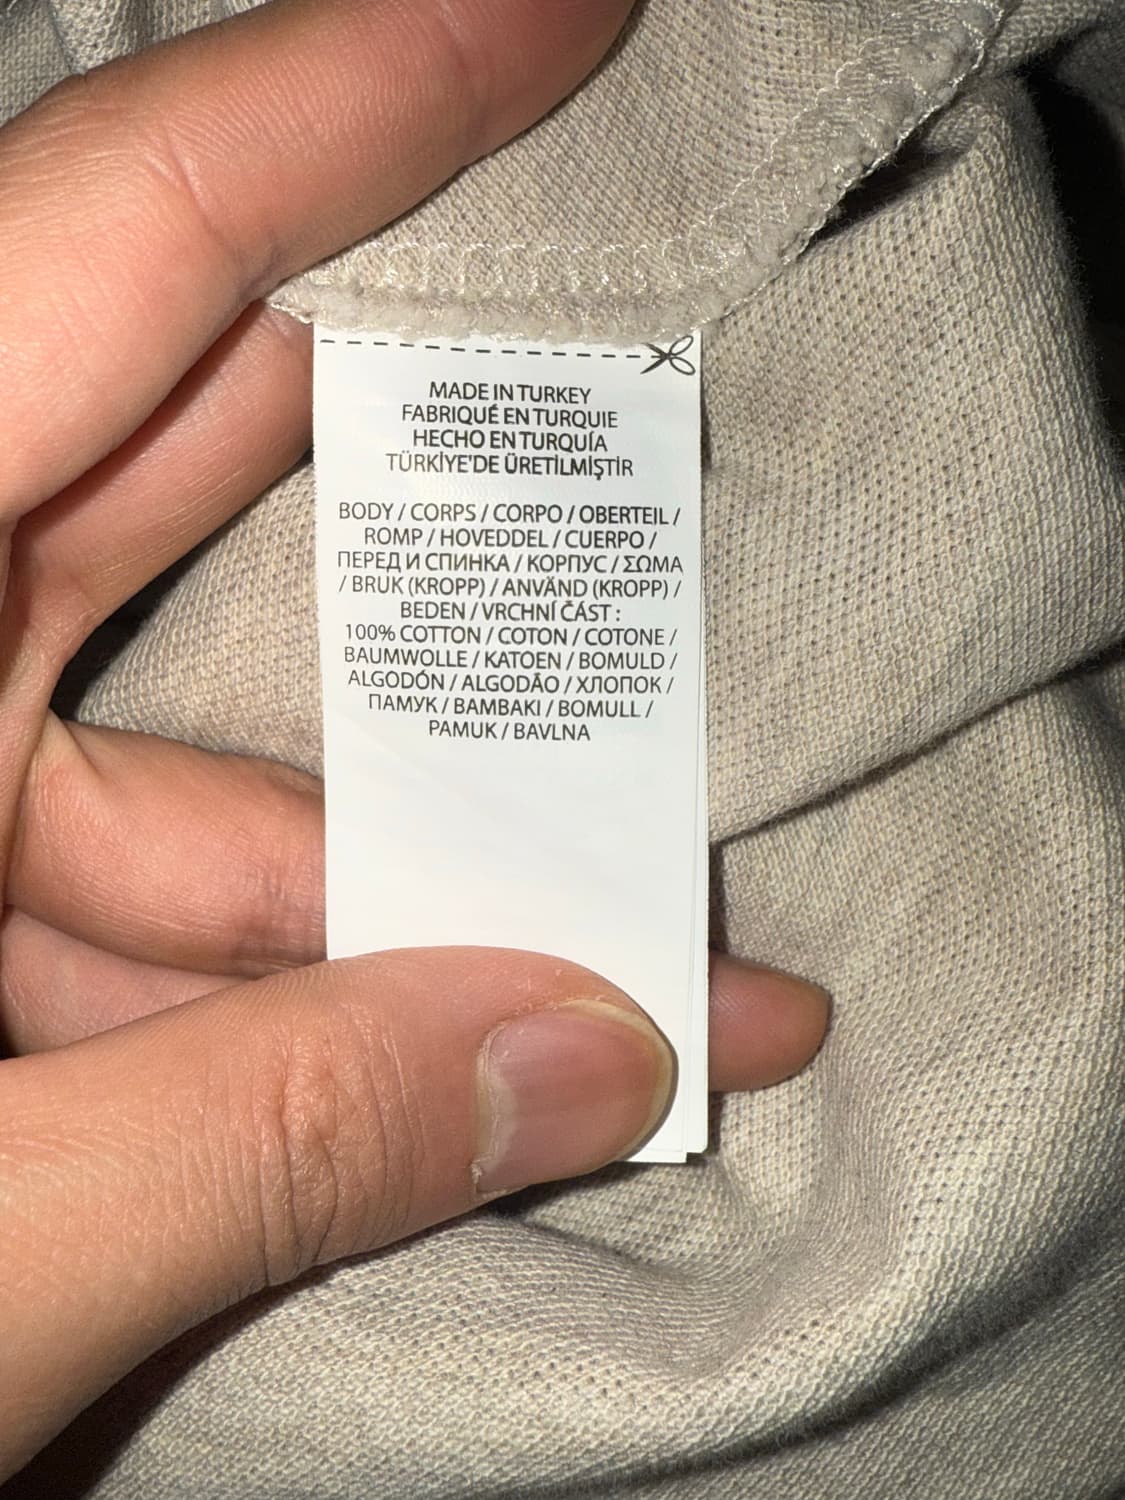 MADE IN TURKEY
FABRIQUÉ EN TURQUIE
HECHO EN TURQUÍA
TÜRKİYE'DE ÜRETİLMİŞTİR
BODY / CORPS / CORPO / OBERTEIL /
ROMP / HOVEDDEL / CUERPO /
ПЕРЕД И СПИНКА / КОРПУС / ΣΩΜΑ
/ BRUK (KROPP) / ANVÄND (KROPP) /
BEDEN / VRCHNÍ ČÁST :
100% COTTON / COTON / COTONE /
BAUMWOLLE / KATOEN / BOMULD /
ALGODÓN / ALGODÃO / ХЛОПОК /
ПАМУК / BAMBAKI / BOMULL /
PAMUK / BAVLNA